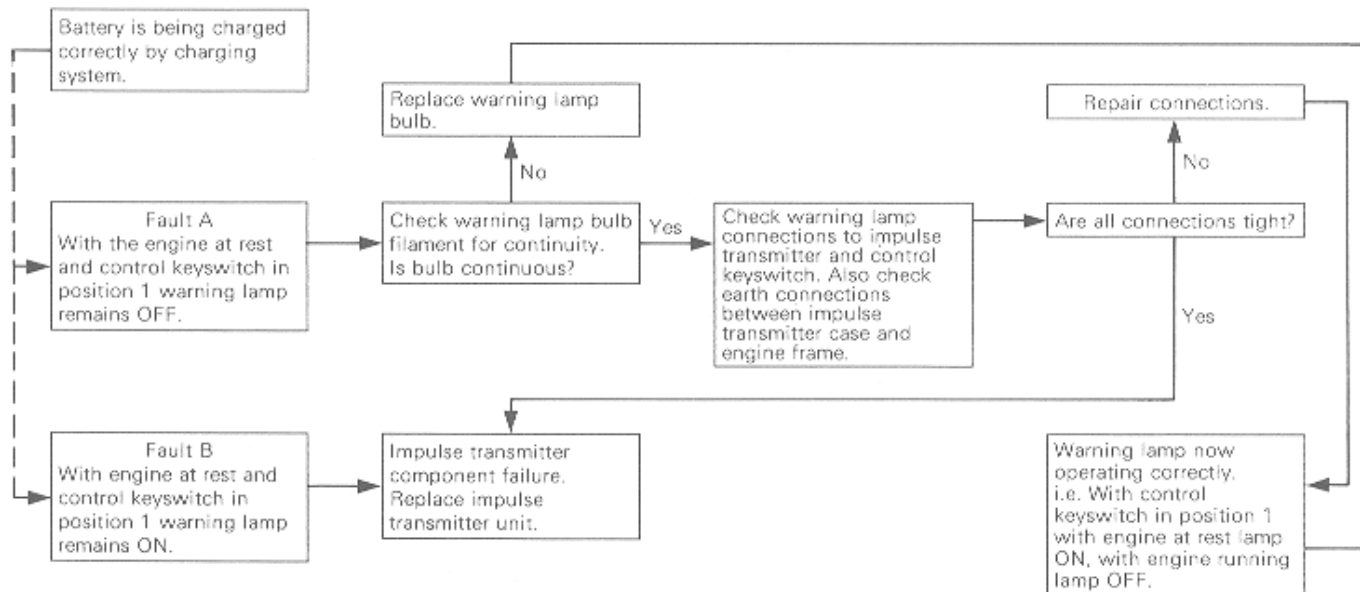 Battery is being charged
correctly by charging
system.
Replace warning lamp
bulb.
Repair connections.
No
No
Fault A
With the engine at rest
and control keyswitch in
position 1 warning lamp
remains OFF.
Check warning lamp bulb
filament for continuity.
Is bulb continuous?
Yes
Check warning lamp
connections to impulse
transmitter and control
keyswitch. Also check
earth connections
between impulse
transmitter case and
engine frame.
Are all connections tight?
Yes
Fault B
With engine at rest and
control keyswitch in
position 1 warning lamp
remains ON.
Impulse transmitter
component failure.
Replace impulse
transmitter unit.
Warning lamp now
operating correctly.
i.e. With control
keyswitch in position 1
with engine at rest lamp
ON, with engine running
lamp OFF.